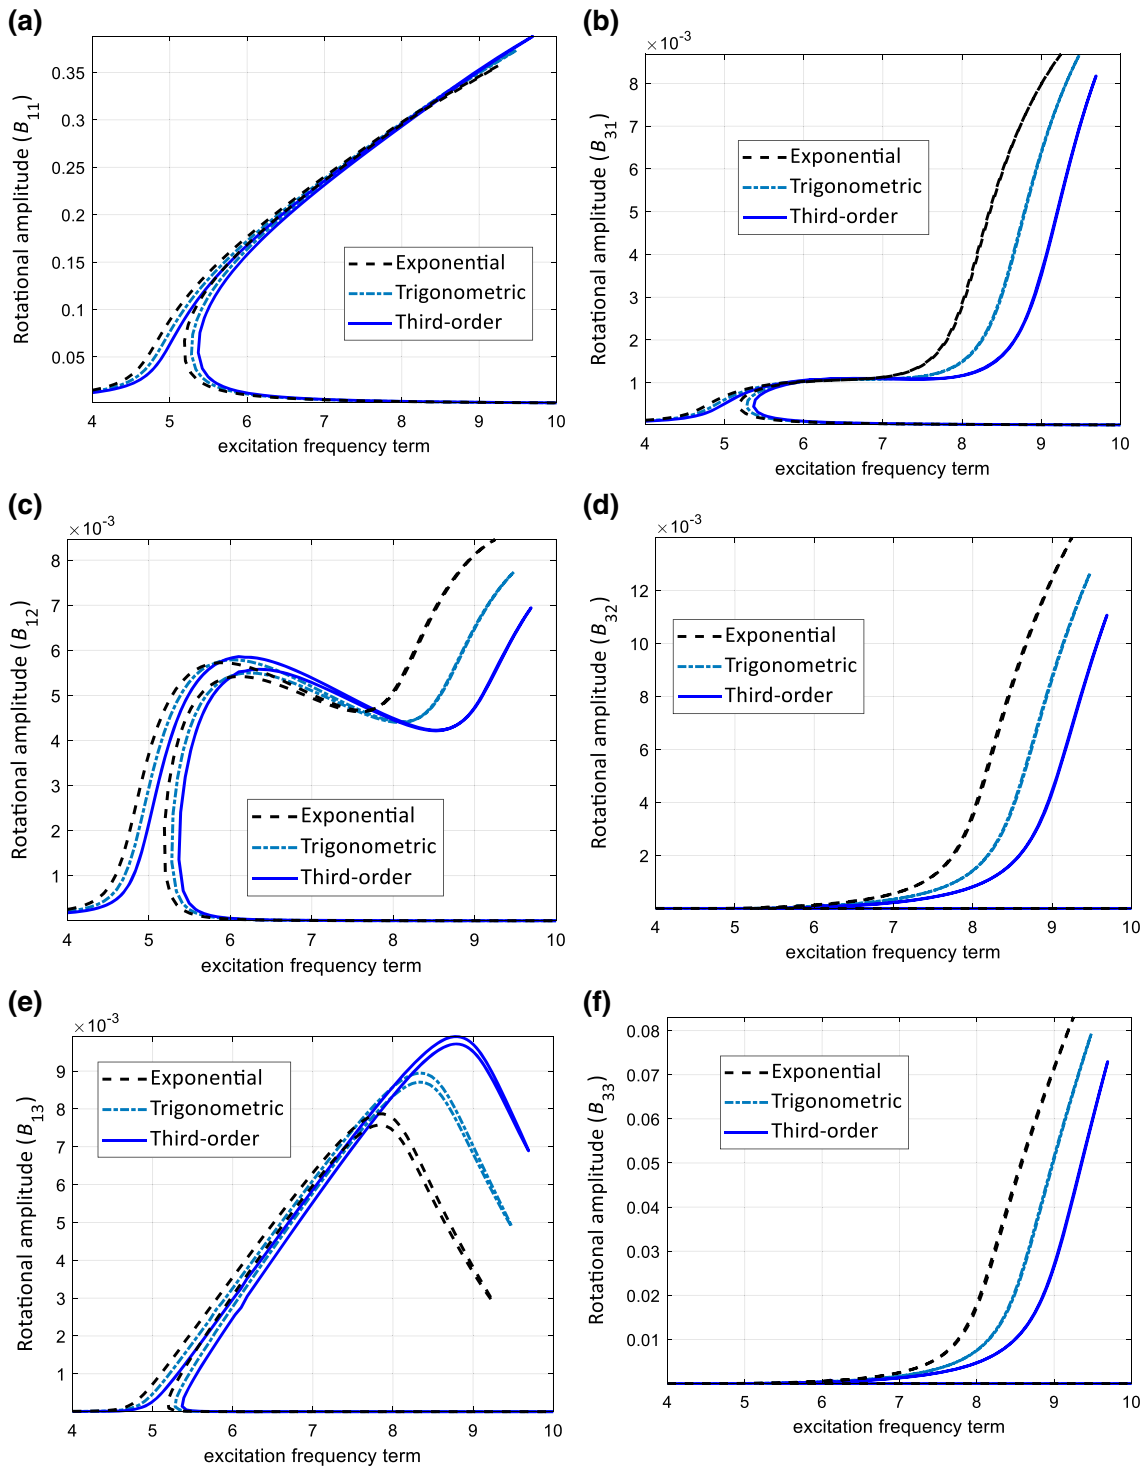 (a)
0.35
0.3
0.25
0.2
0.15
0.1
0.05
Rotational amplitude (B11)
Exponential
Trigonometric
Third-order
4 5 6 7 8 9 10
excitation frequency term
(b)
×10-3
8
7
6
5
4
3
2
1
Rotational amplitude (B31)
Exponential
Trigonometric
Third-order
4 5 6 7 8 9 10
excitation frequency term
(c)
×10-3
8
7
6
5
4
3
2
1
Rotational amplitude (B12)
Exponential
Trigonometric
Third-order
4 5 6 7 8 9 10
excitation frequency term
(d)
×10-3
12
10
8
6
4
2
Rotational amplitude (B32)
Exponential
Trigonometric
Third-order
4 5 6 7 8 9 10
excitation frequency term
(e)
×10-3
9
8
7
6
5
4
3
2
1
Rotational amplitude (B13)
Exponential
Trigonometric
Third-order
4 5 6 7 8 9 10
excitation frequency term
(f)
0.08
0.07
0.06
0.05
0.04
0.03
0.02
0.01
Rotational amplitude (B33)
Exponential
Trigonometric
Third-order
4 5 6 7 8 9 10
excitation frequency term